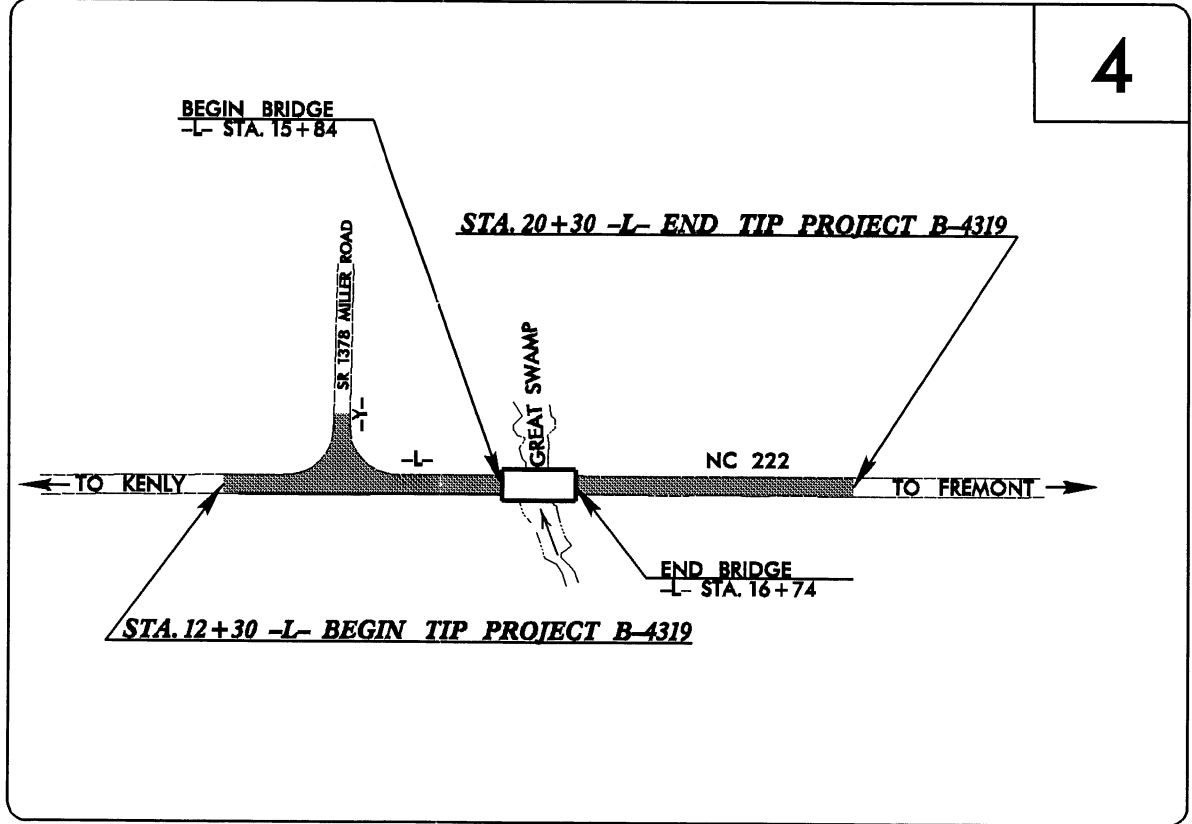 4
BEGIN BRIDGE
-L- STA. 15+84
STA. 20+30 -L- END TIP PROJECT B-4319
SR 1378 MILLER ROAD
-Y-
GREAT SWAMP
-L-
NC 222
TO KENLY
TO FREMONT
END BRIDGE
-L- STA. 16+74
STA. 12+30 -L- BEGIN TIP PROJECT B-4319